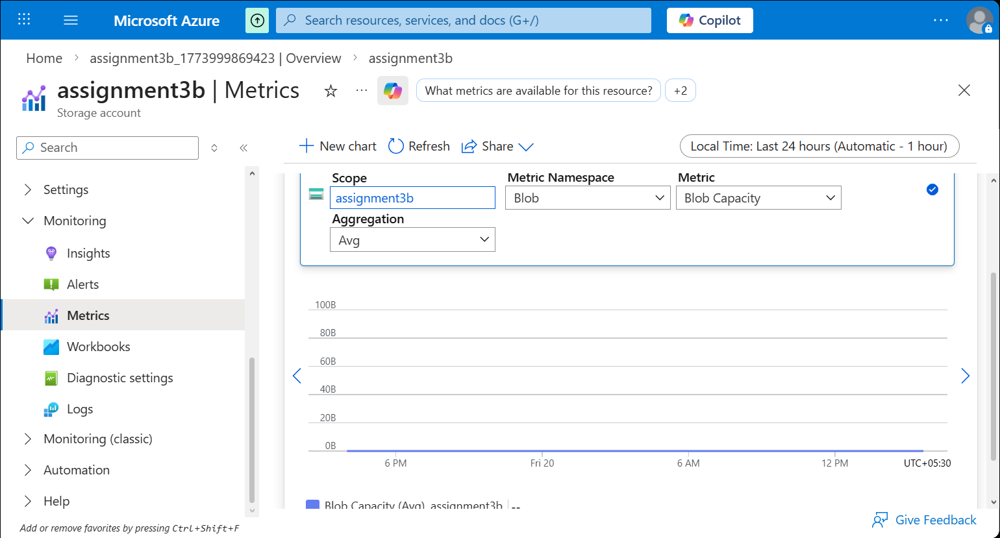 Microsoft Azure
Search resources, services, and docs (G+/)
Copilot
Home
assignment3b_1773999869423 | Overview
assignment3b
assignment3b | Metrics
What metrics are available for this resource?
+2
Storage account
Search
New chart
Refresh
Share
Local Time: Last 24 hours (Automatic - 1 hour)
Settings
Monitoring
Insights
Alerts
Metrics
Workbooks
Diagnostic settings
Logs
Monitoring (classic)
Automation
Help
Add or remove favorites by pressing Ctrl+Shift+F
Scope
Metric Namespace
Metric
assignment3b
Blob
Blob Capacity
Aggregation
Avg
100B
80B
60B
40B
20B
0B
6 PM
Fri 20
6 AM
12 PM
UTC+05:30
Blob Capacity (Avg), assignment3b | --
Give Feedback